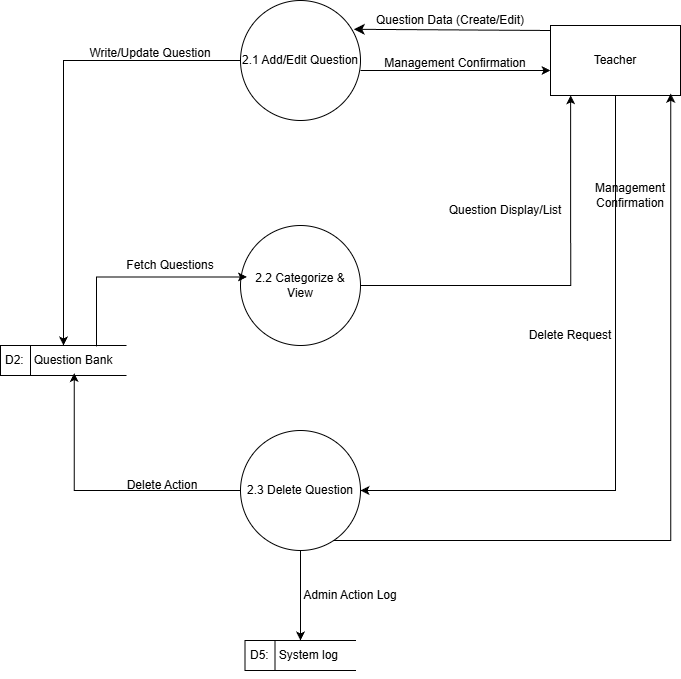 Question Data (Create/Edit)
Write/Update Question
2.1 Add/Edit Question
Management Confirmation
Teacher
Management
Confirmation
Question Display/List
Fetch Questions
2.2 Categorize &
View
Delete Request
D2:
Question Bank
Delete Action
2.3 Delete Question
Admin Action Log
D5:
System log